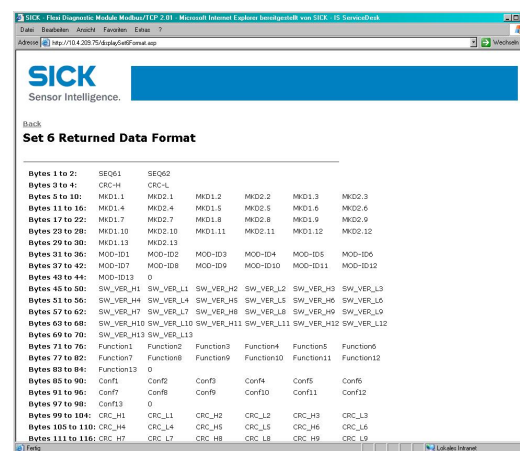 SICK - Flexi Diagnostic Module Modbus/TCP 2.01 - Microsoft Internet Explorer bereitgestellt von SICK - IS ServiceDesk
Datei Bearbeiten Ansicht Favoriten Extras ?
Adresse http://10.4.209.75/displaySet6Format.asp Wechseln
SICK
Sensor Intelligence.
Back
Set 6 Returned Data Format
Bytes 1 to 2: SEQ61 SEQ62
Bytes 3 to 4: CRC-H CRC-L
Bytes 5 to 10: MKD1.1 MKD2.1 MKD1.2 MKD2.2 MKD1.3 MKD2.3
Bytes 11 to 16: MKD1.4 MKD2.4 MKD1.5 MKD2.5 MKD1.6 MKD2.6
Bytes 17 to 22: MKD1.7 MKD2.7 MKD1.8 MKD2.8 MKD1.9 MKD2.9
Bytes 23 to 28: MKD1.10 MKD2.10 MKD1.11 MKD2.11 MKD1.12 MKD2.12
Bytes 29 to 30: MKD1.13 MKD2.13
Bytes 31 to 36: MOD-ID1 MOD-ID2 MOD-ID3 MOD-ID4 MOD-ID5 MOD-ID6
Bytes 37 to 42: MOD-ID7 MOD-ID8 MOD-ID9 MOD-ID10 MOD-ID11 MOD-ID12
Bytes 43 to 44: MOD-ID13 0
Bytes 45 to 50: SW_VER_H1 SW_VER_L1 SW_VER_H2 SW_VER_L2 SW_VER_H3 SW_VER_L3
Bytes 51 to 56: SW_VER_H4 SW_VER_L4 SW_VER_H5 SW_VER_L5 SW_VER_H6 SW_VER_L6
Bytes 57 to 62: SW_VER_H7 SW_VER_L7 SW_VER_H8 SW_VER_L8 SW_VER_H9 SW_VER_L9
Bytes 63 to 68: SW_VER_H10 SW_VER_L10 SW_VER_H11 SW_VER_L11 SW_VER_H12 SW_VER_L12
Bytes 69 to 70: SW_VER_H13 SW_VER_L13
Bytes 71 to 76: Function1 Function2 Function3 Function4 Function5 Function6
Bytes 77 to 82: Function7 Function8 Function9 Function10 Function11 Function12
Bytes 83 to 84: Function13 0
Bytes 85 to 90: Conf1 Conf2 Conf3 Conf4 Conf5 Conf6
Bytes 91 to 96: Conf7 Conf8 Conf9 Conf10 Conf11 Conf12
Bytes 97 to 98: Conf13 0
Bytes 99 to 104: CRC_H1 CRC_L1 CRC_H2 CRC_L2 CRC_H3 CRC_L3
Bytes 105 to 110: CRC_H4 CRC_L4 CRC_H5 CRC_L5 CRC_H6 CRC_L6
Bytes 111 to 116: CRC_H7 CRC_L7 CRC_H8 CRC_L8 CRC_H9 CRC_L9
Fertig Lokales Intranet